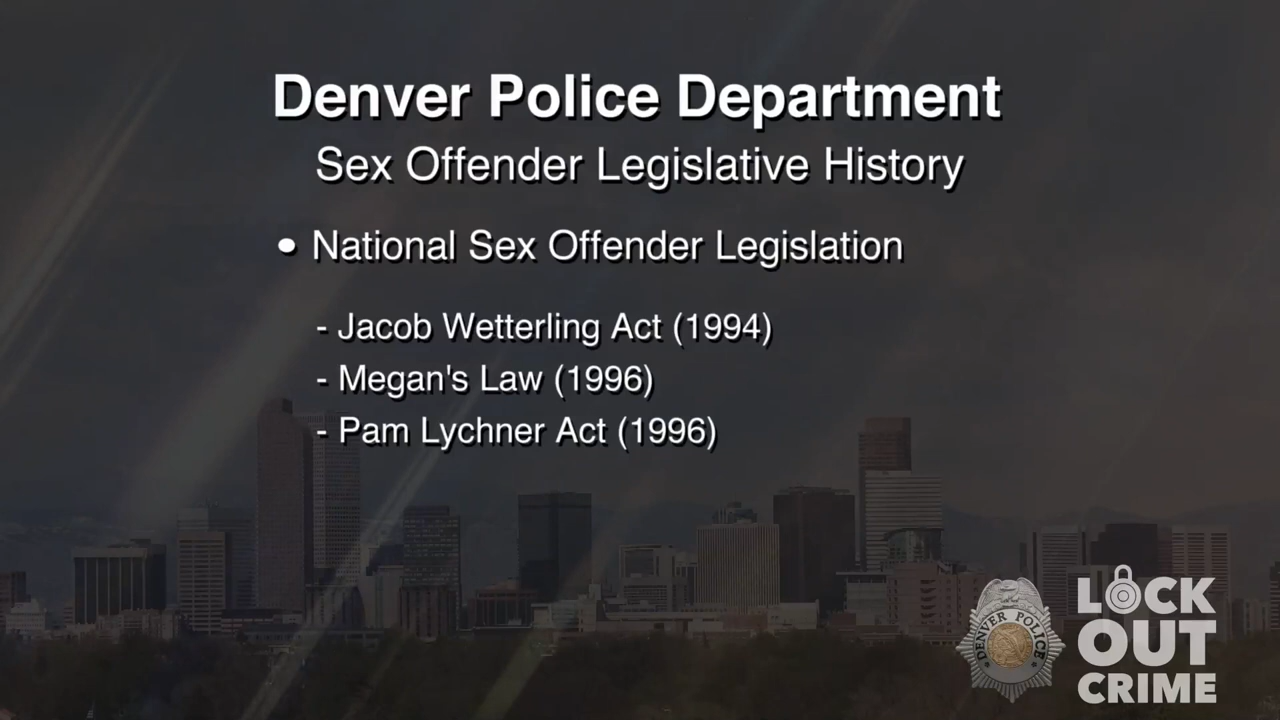 Denver Police Department
Sex Offender Legislative History
• National Sex Offender Legislation
- Jacob Wetterling Act (1994)
- Megan's Law (1996)
- Pam Lychner Act (1996)
DENVER POLICE
LOCK
OUT
CRIME